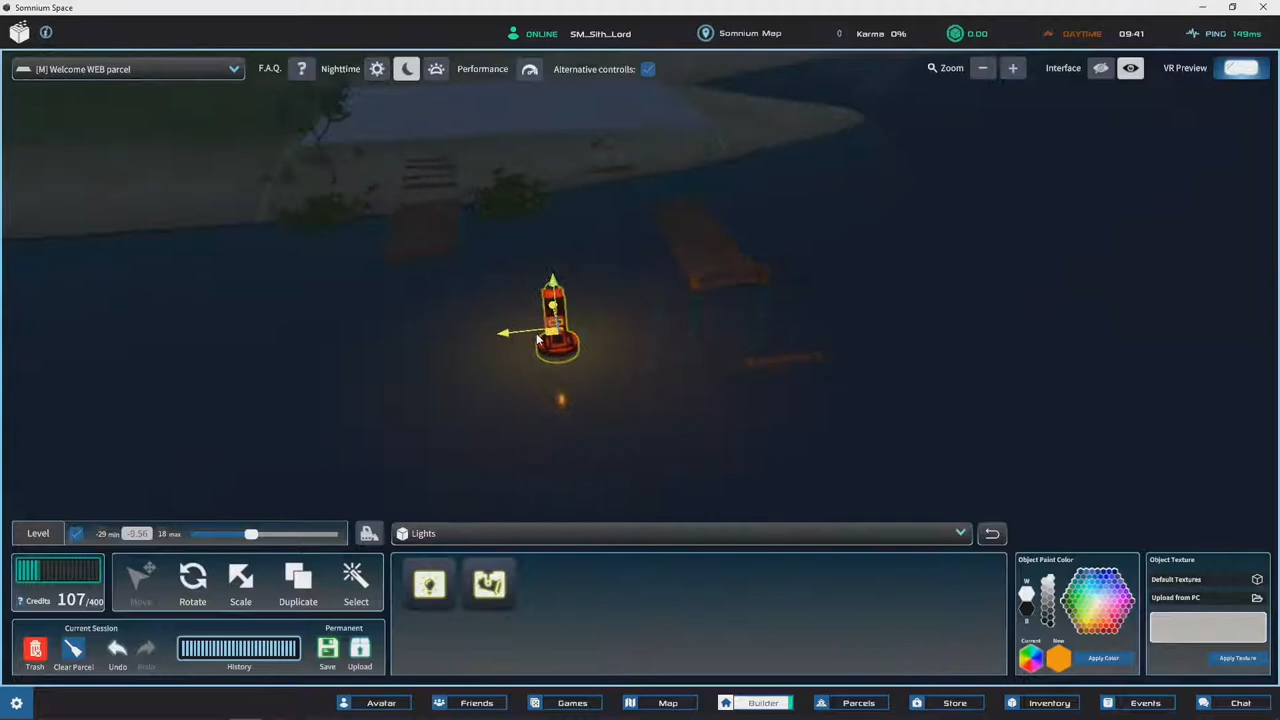 Somnium Space
ONLINE SM_Sith_Lord Somnium Map 0 Karma 0% 0.00 DAYTIME 09:41 PING 149ms
[M] Welcome WEB parcel F.A.Q. ? Nighttime Performance Alternative controlls: Zoom Interface VR Preview
Level -29 min -9.56 18 max Lights
Object Paint Color Object Texture
Default Textures
Upload from PC
W
B
Current New
Apply Color Apply Texture
? Credits 107/400 Move Rotate Scale Duplicate Select
Current Session Permanent
Trash Clear Parcel Undo Redo History Save Upload
Avatar Friends Games Map Builder Parcels Store Inventory Events Chat